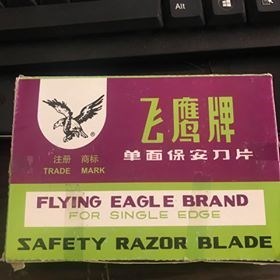 飞鹰牌
单面保安刀片
注册 商标
TRADE MARK
FLYING EAGLE BRAND
FOR SINGLE EDGE
SAFETY RAZOR BLADE